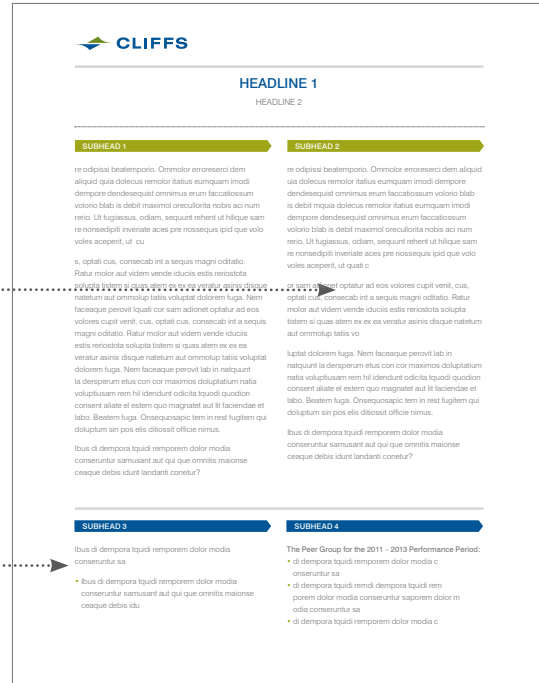 CLIFFS
HEADLINE 1
HEADLINE 2
SUBHEAD 1
re odipissi beatemporio. Ommolor erroreserci dem
aliquid quia dolecus remolor itatius eumquam imodi
dempore dendesequist omnimus erum faccatiossum
volorio blab is debit maximol orecullorita nobis aci num
rerio. Ut fugiassus, odiam, sequunt rehent ut hilique sam
re nonsedipiti inveriate aces pre nossequis ipid que volo
voles aceperit, ut cu
s, optati cus, consecab int a sequis magni oditatio.
Ratur molor aut videm vende iduciis estis reriostota
solupta tistem si quas atem ex ex ea veratur asinis disque
natetum aut ommolup tatiis voluptat dolorem fuga. Nem
faceaque perovit lquati cor sam adionet optatur ad eos
volores cupit venit, cus, optati cus, consecab int a sequis
magni oditatio. Ratur molor aut videm vende iduciis
estis reriostota solupta tistem si quas atem ex ex ea
veratur asinis disque natetum aut ommolup tatiis voluptat
dolorem fuga. Nem faceaque perovit lab in natquunt
la dersperum etus con cor maximos doluptatium natia
voluptiusam rem hil idendunt odicita tquodi quodion
consent aliate el estem quo magnatet aut lit faciendae et
labo. Beatem fuga. Onsequosapic tem in rest fugitem qui
doluptum sin pos elis ditiossit officie nimus.
Ibus di dempora tquidi remporem dolor modia
conseruntur samusant aut qui que omnitis maionse
ceaque debis idunt landanti conetur?
SUBHEAD 2
re odipissi beatemporio. Ommolor erroreserci dem aliquid
uia dolecus remolor itatius eumquam imodi dempore
dendesequist omnimus erum faccatiossum volorio blab
is debit mquia dolecus remolor itatius eumquam imodi
dempore dendesequist omnimus erum faccatiossum
volorio blab is debit maximol orecullorita nobis aci num
rerio. Ut fugiassus, odiam, sequunt rehent ut hilique sam
re nonsedipiti inveriate aces pre nossequis ipid que volo
voles aceperit, ut quati c
or sam adionet optatur ad eos volores cupit venit, cus,
optati cus, consecab int a sequis magni oditatio. Ratur
molor aut videm vende iduciis estis reriostota solupta
tistem si quas atem ex ex ea veratur asinis disque natetum
aut ommolup tatiis vo
luptat dolorem fuga. Nem faceaque perovit lab in
natquunt la dersperum etus con cor maximos doluptatium
natia voluptiusam rem hil idendunt odicita tquodi quodion
consent aliate el estem quo magnatet aut lit faciendae et
labo. Beatem fuga. Onsequosapic tem in rest fugitem qui
doluptum sin pos elis ditiossit officie nimus.
Ibus di dempora tquidi remporem dolor modia
conseruntur samusant aut qui que omnitis maionse
ceaque debis idunt landanti conetur?
SUBHEAD 3
Ibus di dempora tquidi remporem dolor modia
conseruntur sa
• Ibus di dempora tquidi remporem dolor modia
conseruntur samusant aut qui que omnitis maionse
ceaque debis idu
SUBHEAD 4
The Peer Group for the 2011 – 2013 Performance Period:
• di dempora tquidi remporem dolor modia c
onseruntur sa
• di dempora tquidi remdi dempora tquidi rem
porem dolor modia conseruntur saporem dolor m
odia conseruntur sa
• di dempora tquidi remporem dolor modia c